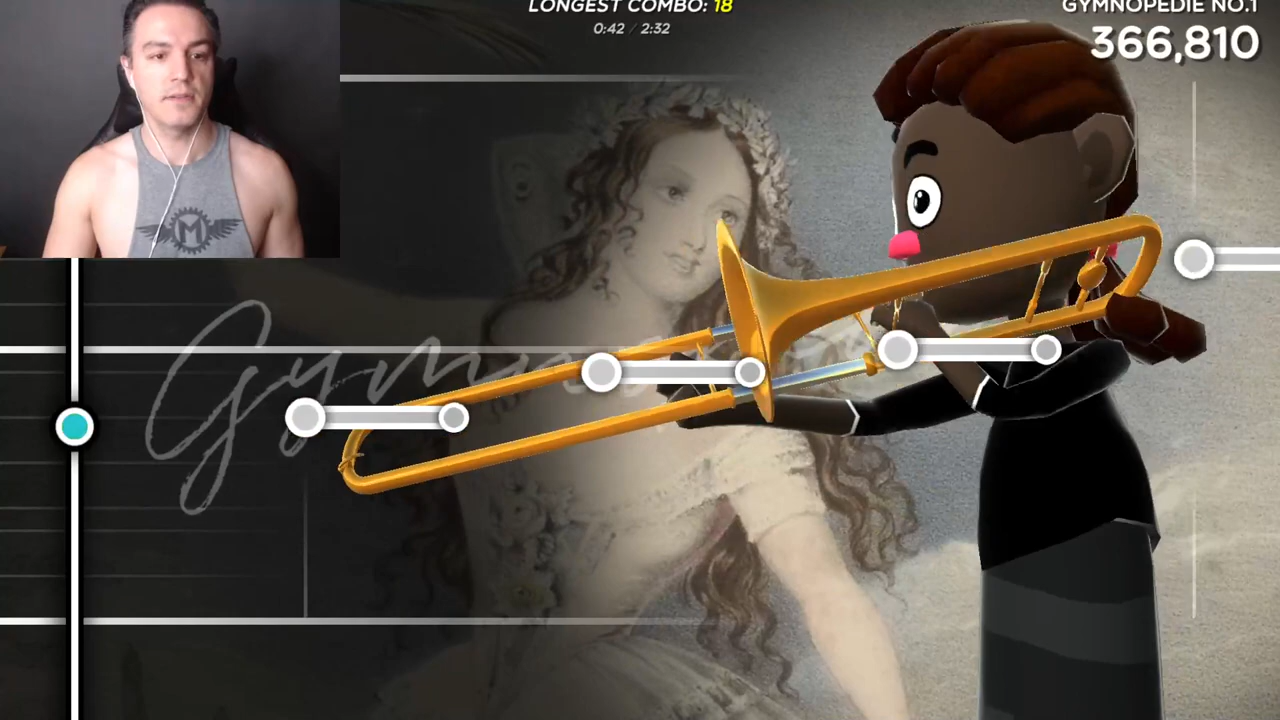 LONGEST COMBO: 18
0:42 / 2:32
GYMNOPEDIE NO.1
366,810
M